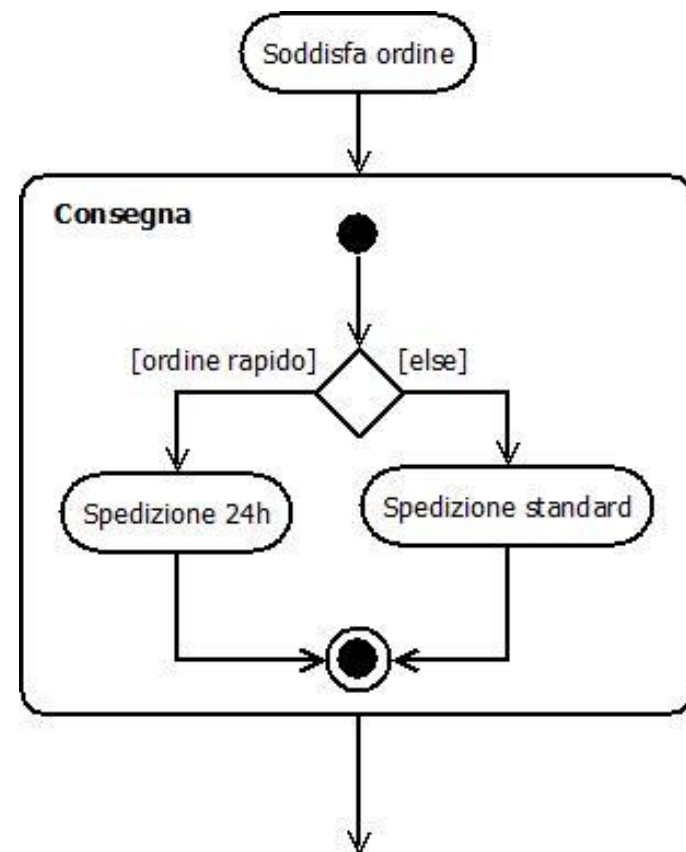 Soddisfa ordine
Consegna
[ordine rapido]
[else]
Spedizione 24h
Spedizione standard